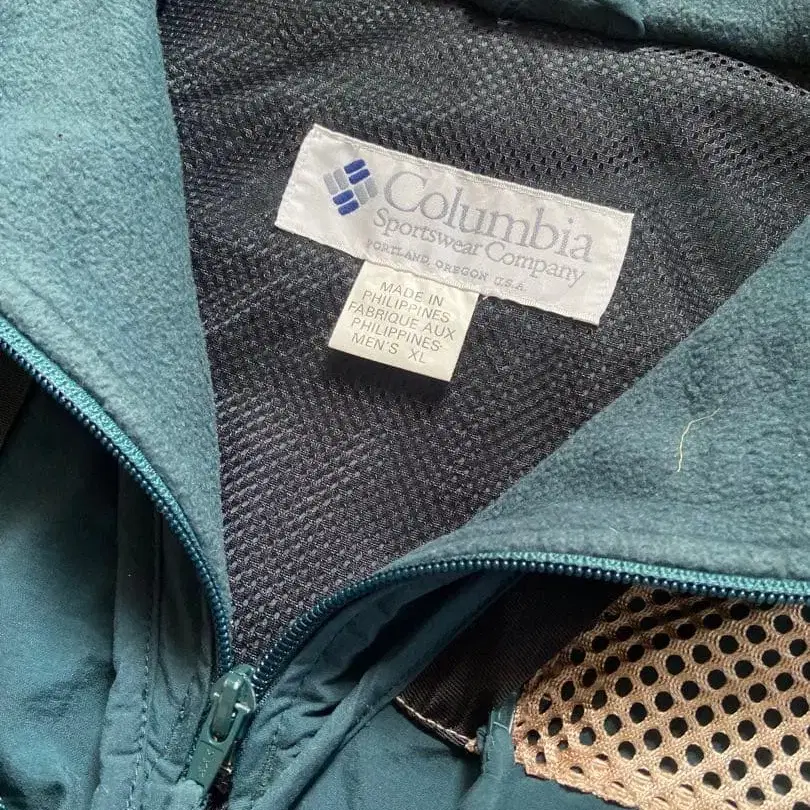 Columbia
Sportswear Company
PORTLAND, OREGON U.S.A.
MADE IN
PHILIPPINES
FABRIQUE AUX
PHILIPPINES
MEN'S XL